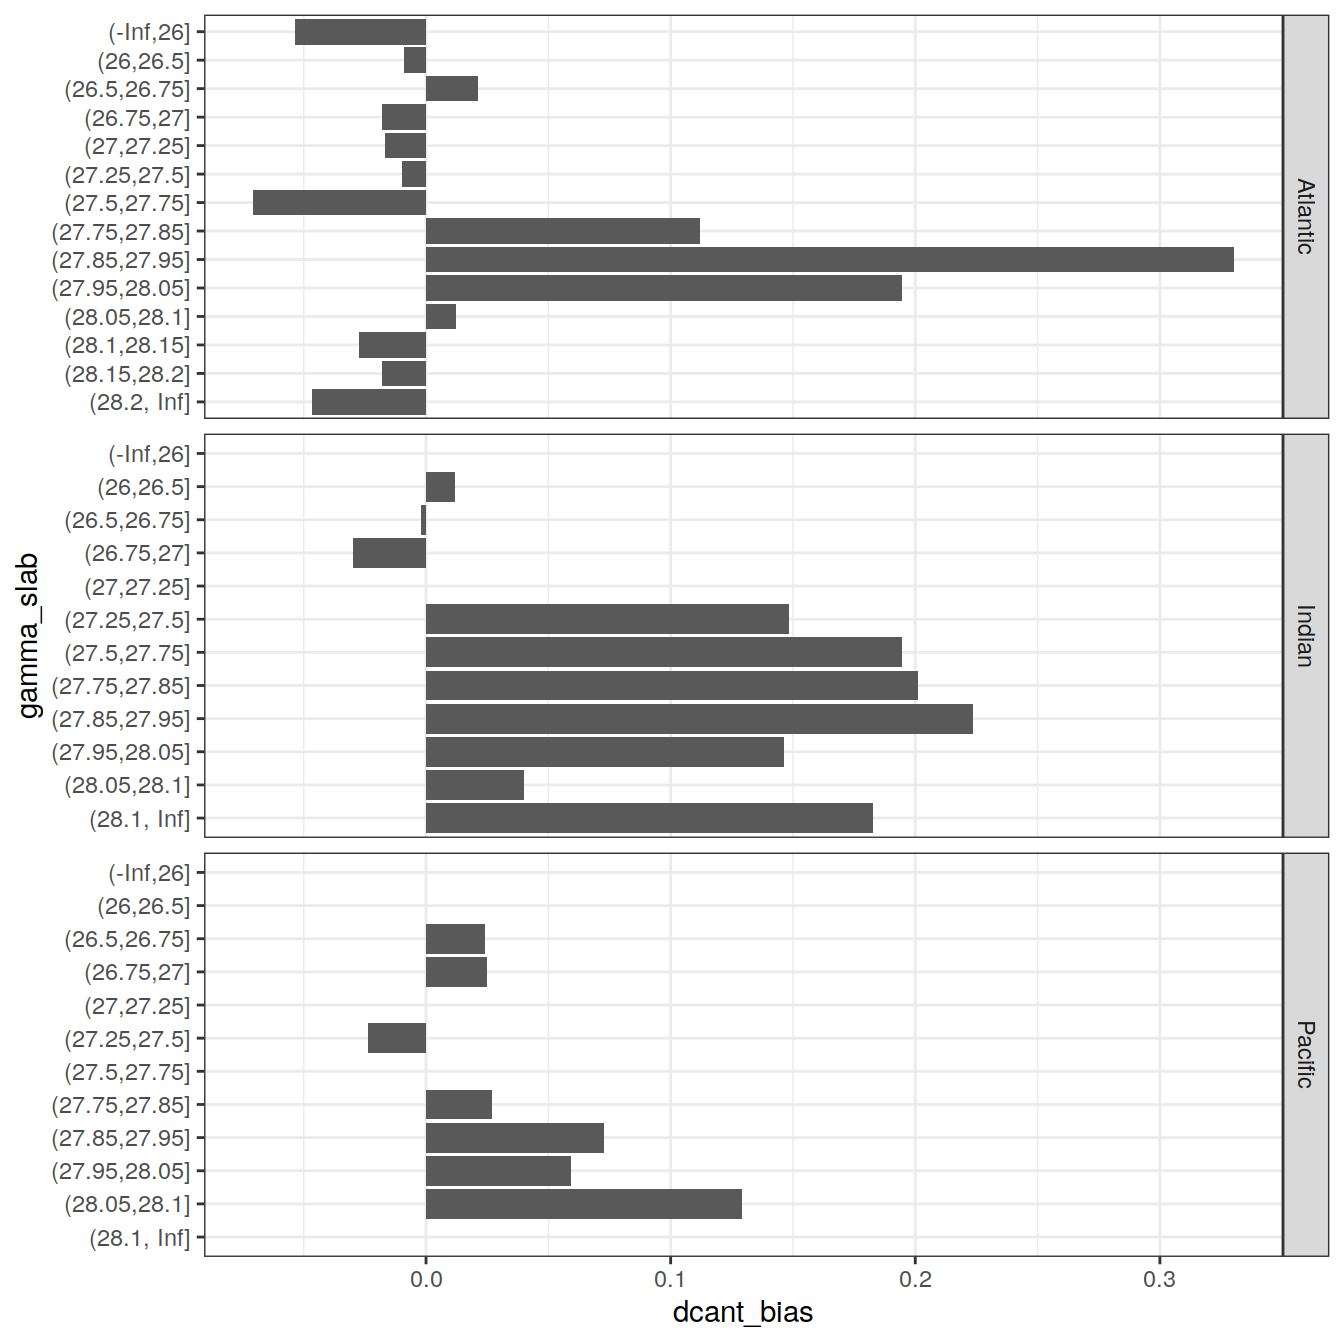 (-Inf,26]
(26,26.5]
(26.5,26.75]
(26.75,27]
(27,27.25]
(27.25,27.5]
(27.5,27.75]
(27.75,27.85]
(27.85,27.95]
(27.95,28.05]
(28.05,28.1]
(28.1,28.15]
(28.15,28.2]
(28.2, Inf]
Atlantic
gamma_slab
(-Inf,26]
(26,26.5]
(26.5,26.75]
(26.75,27]
(27,27.25]
(27.25,27.5]
(27.5,27.75]
(27.75,27.85]
(27.85,27.95]
(27.95,28.05]
(28.05,28.1]
(28.1, Inf]
Indian
(-Inf,26]
(26,26.5]
(26.5,26.75]
(26.75,27]
(27,27.25]
(27.25,27.5]
(27.5,27.75]
(27.75,27.85]
(27.85,27.95]
(27.95,28.05]
(28.05,28.1]
(28.1, Inf]
Pacific
0.0 0.1 0.2 0.3
dcant_bias